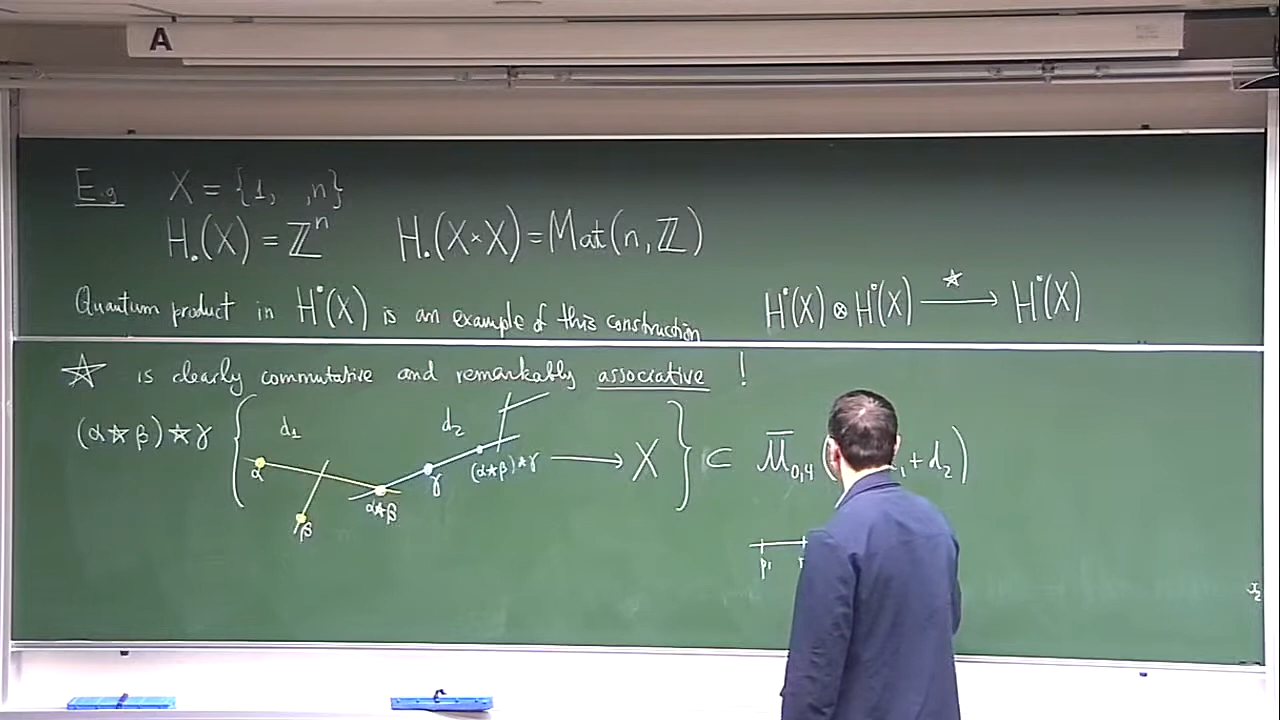 A
E.g X = {1, ,n}
H.(X) = ℤⁿ H.(X×X) = Mat(n, ℤ)
Quantum product in H˙(X) is an example of this construction H˙(X) ⊗ H˙(X) ⟶ H˙(X)
☆
☆ is clearly commutative and remarkably associative !
(α☆β)☆γ { d₁ d₂ ⟶ X } ⊂ M̅₀,₄( ₁ + d₂)
α γ (α☆β)☆γ
β α☆β
p₁